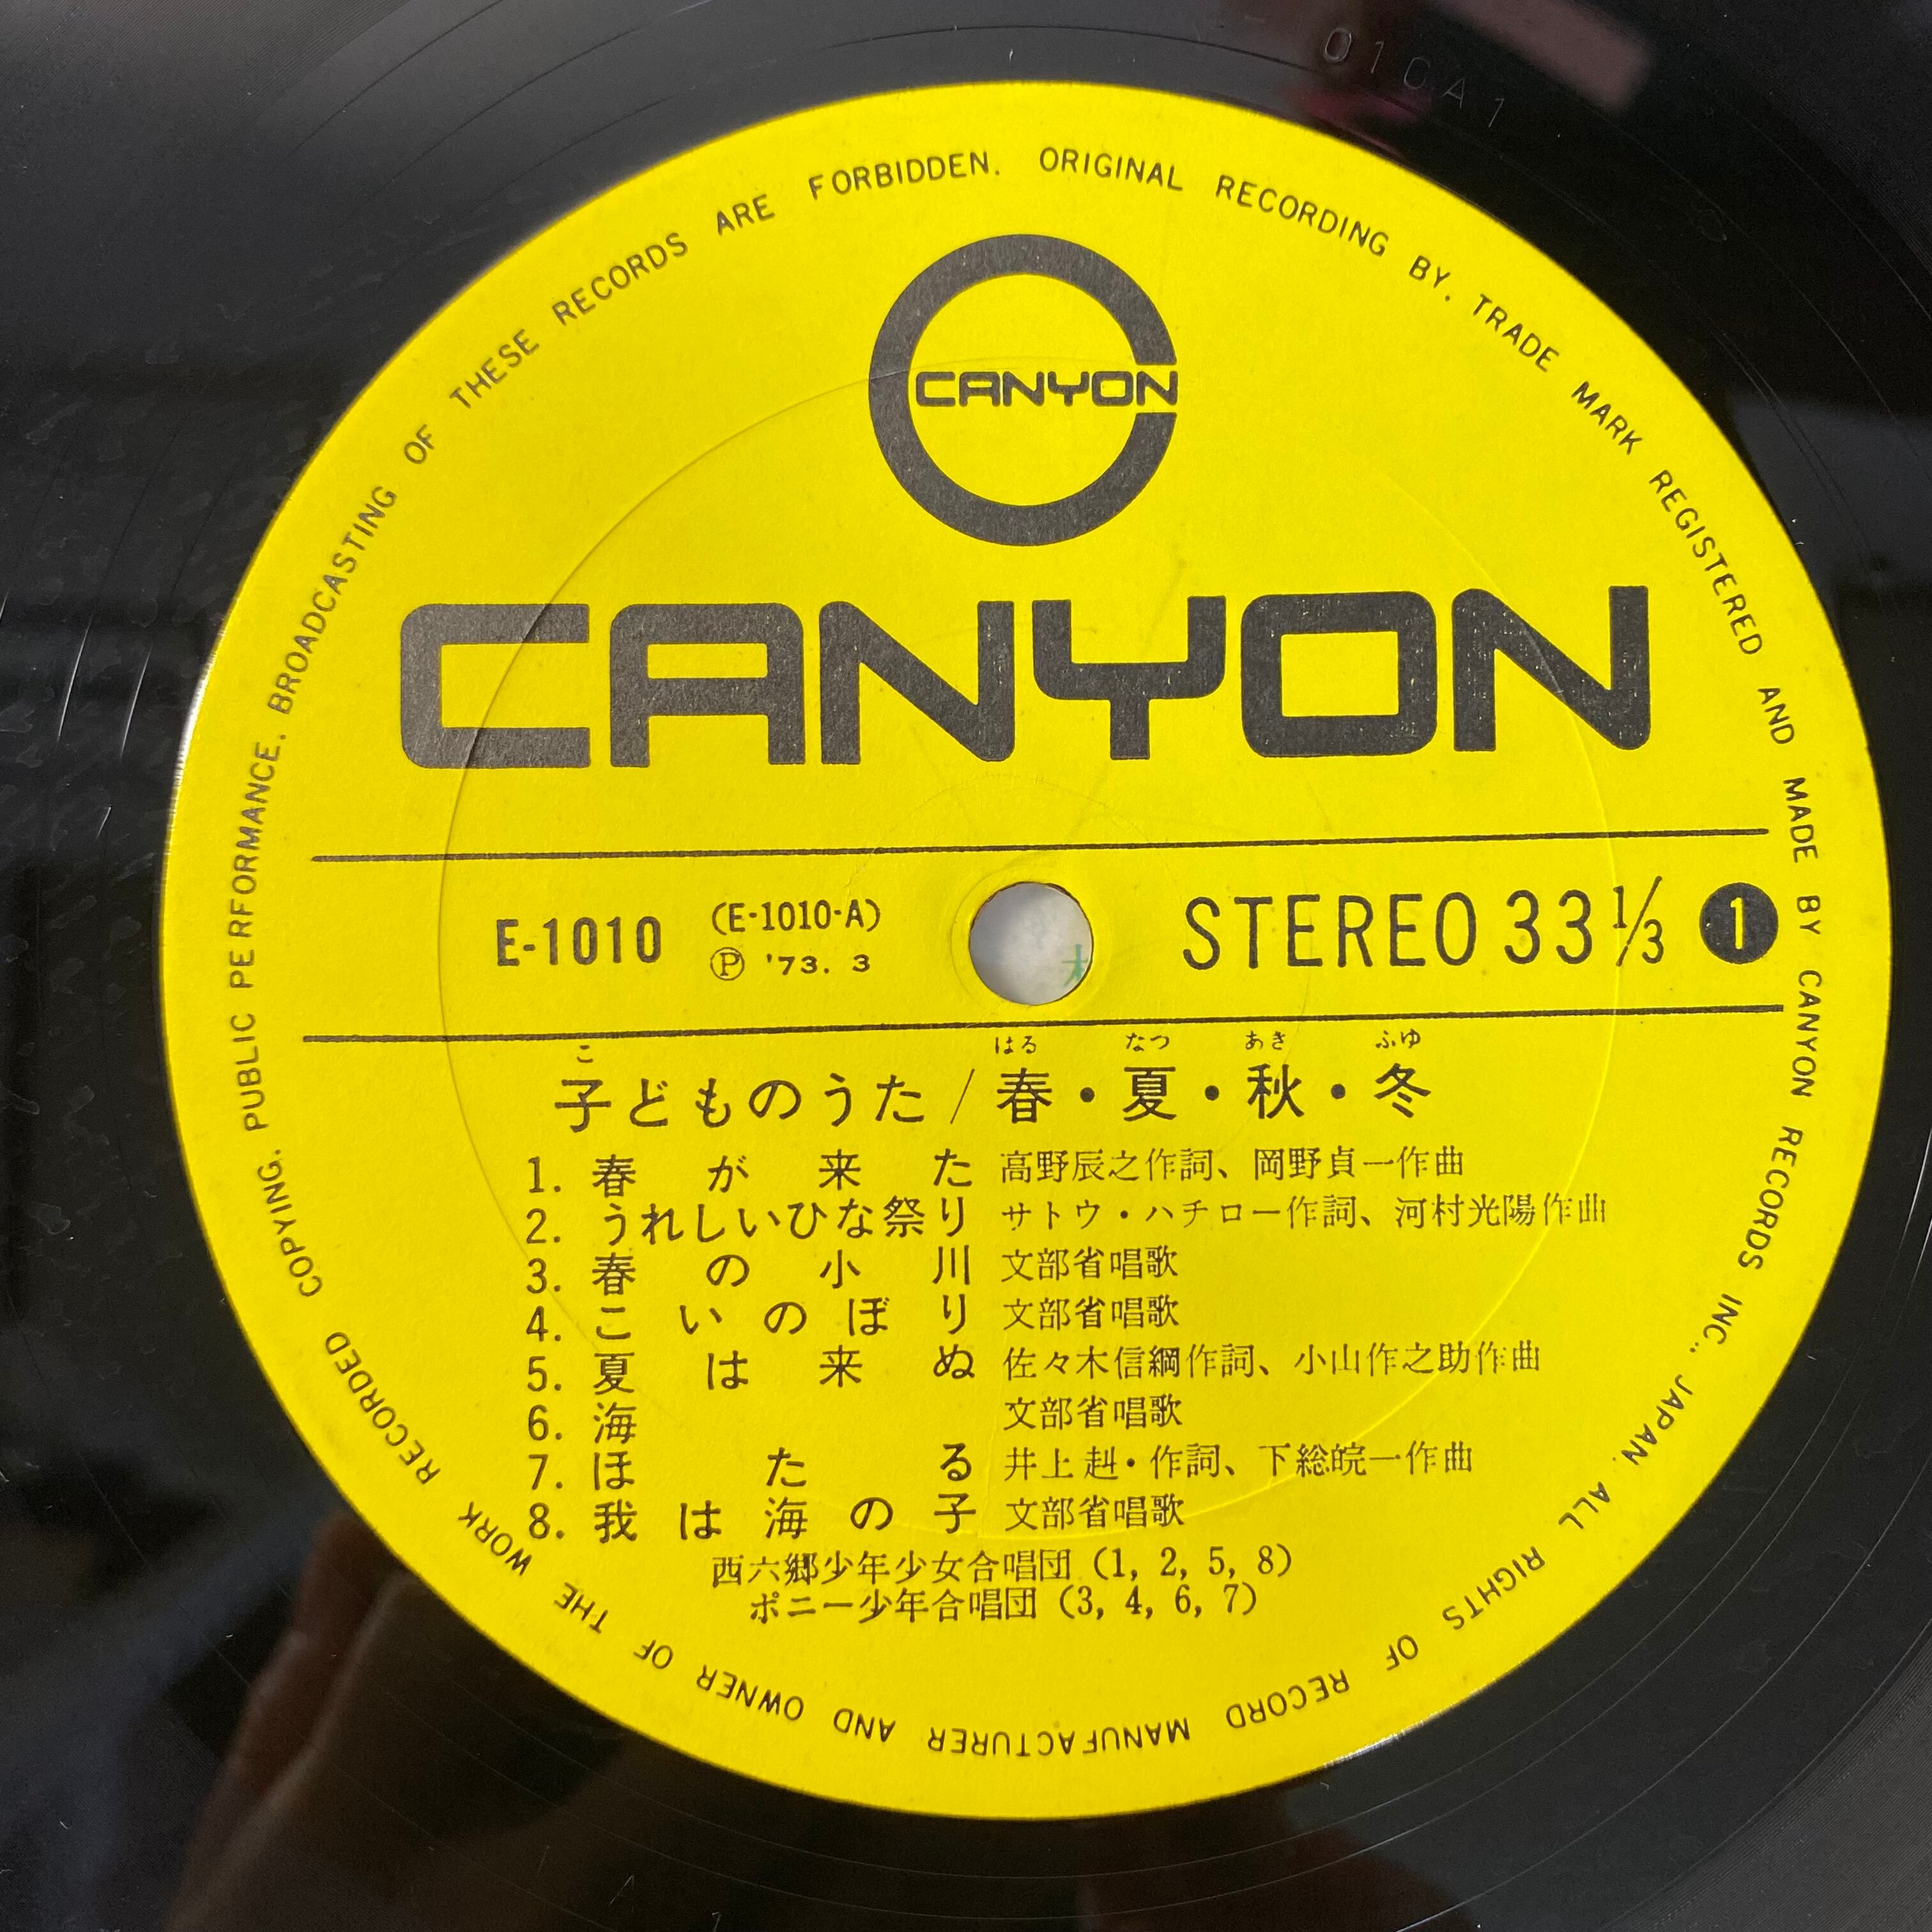 ORIGINAL RECORDING BY. TRADE MARK REGISTERED AND MADE BY CANYON RECORDS INC., JAPAN. ALL RIGHTS OF RECORD MANUFACTURER AND OWNER OF THE WORK RECORDED COPYING. PUBLIC PERFORMANCE. BROADCASTING OF THESE RECORDS ARE FORBIDDEN.
CANYON
CANYON
E-1010 (E-1010-A) STEREO 33 1/3 1
Ⓟ '73. 3
こ はる なつ あき ふゆ
子どものうた/春・夏・秋・冬
1. 春が来た 高野辰之作詞、岡野貞一作曲
2. うれしいひな祭り サトウ・ハチロー作詞、河村光陽作曲
3. 春の小川 文部省唱歌
4. こいのぼり 文部省唱歌
5. 夏は来ぬ 佐々木信綱作詞、小山作之助作曲
6. 海 文部省唱歌
7. ほたる 井上赳・作詞、下総皖一作曲
8. 我は海の子 文部省唱歌
西六郷少年少女合唱団 (1, 2, 5, 8)
ポニー少年合唱団 (3, 4, 6, 7)